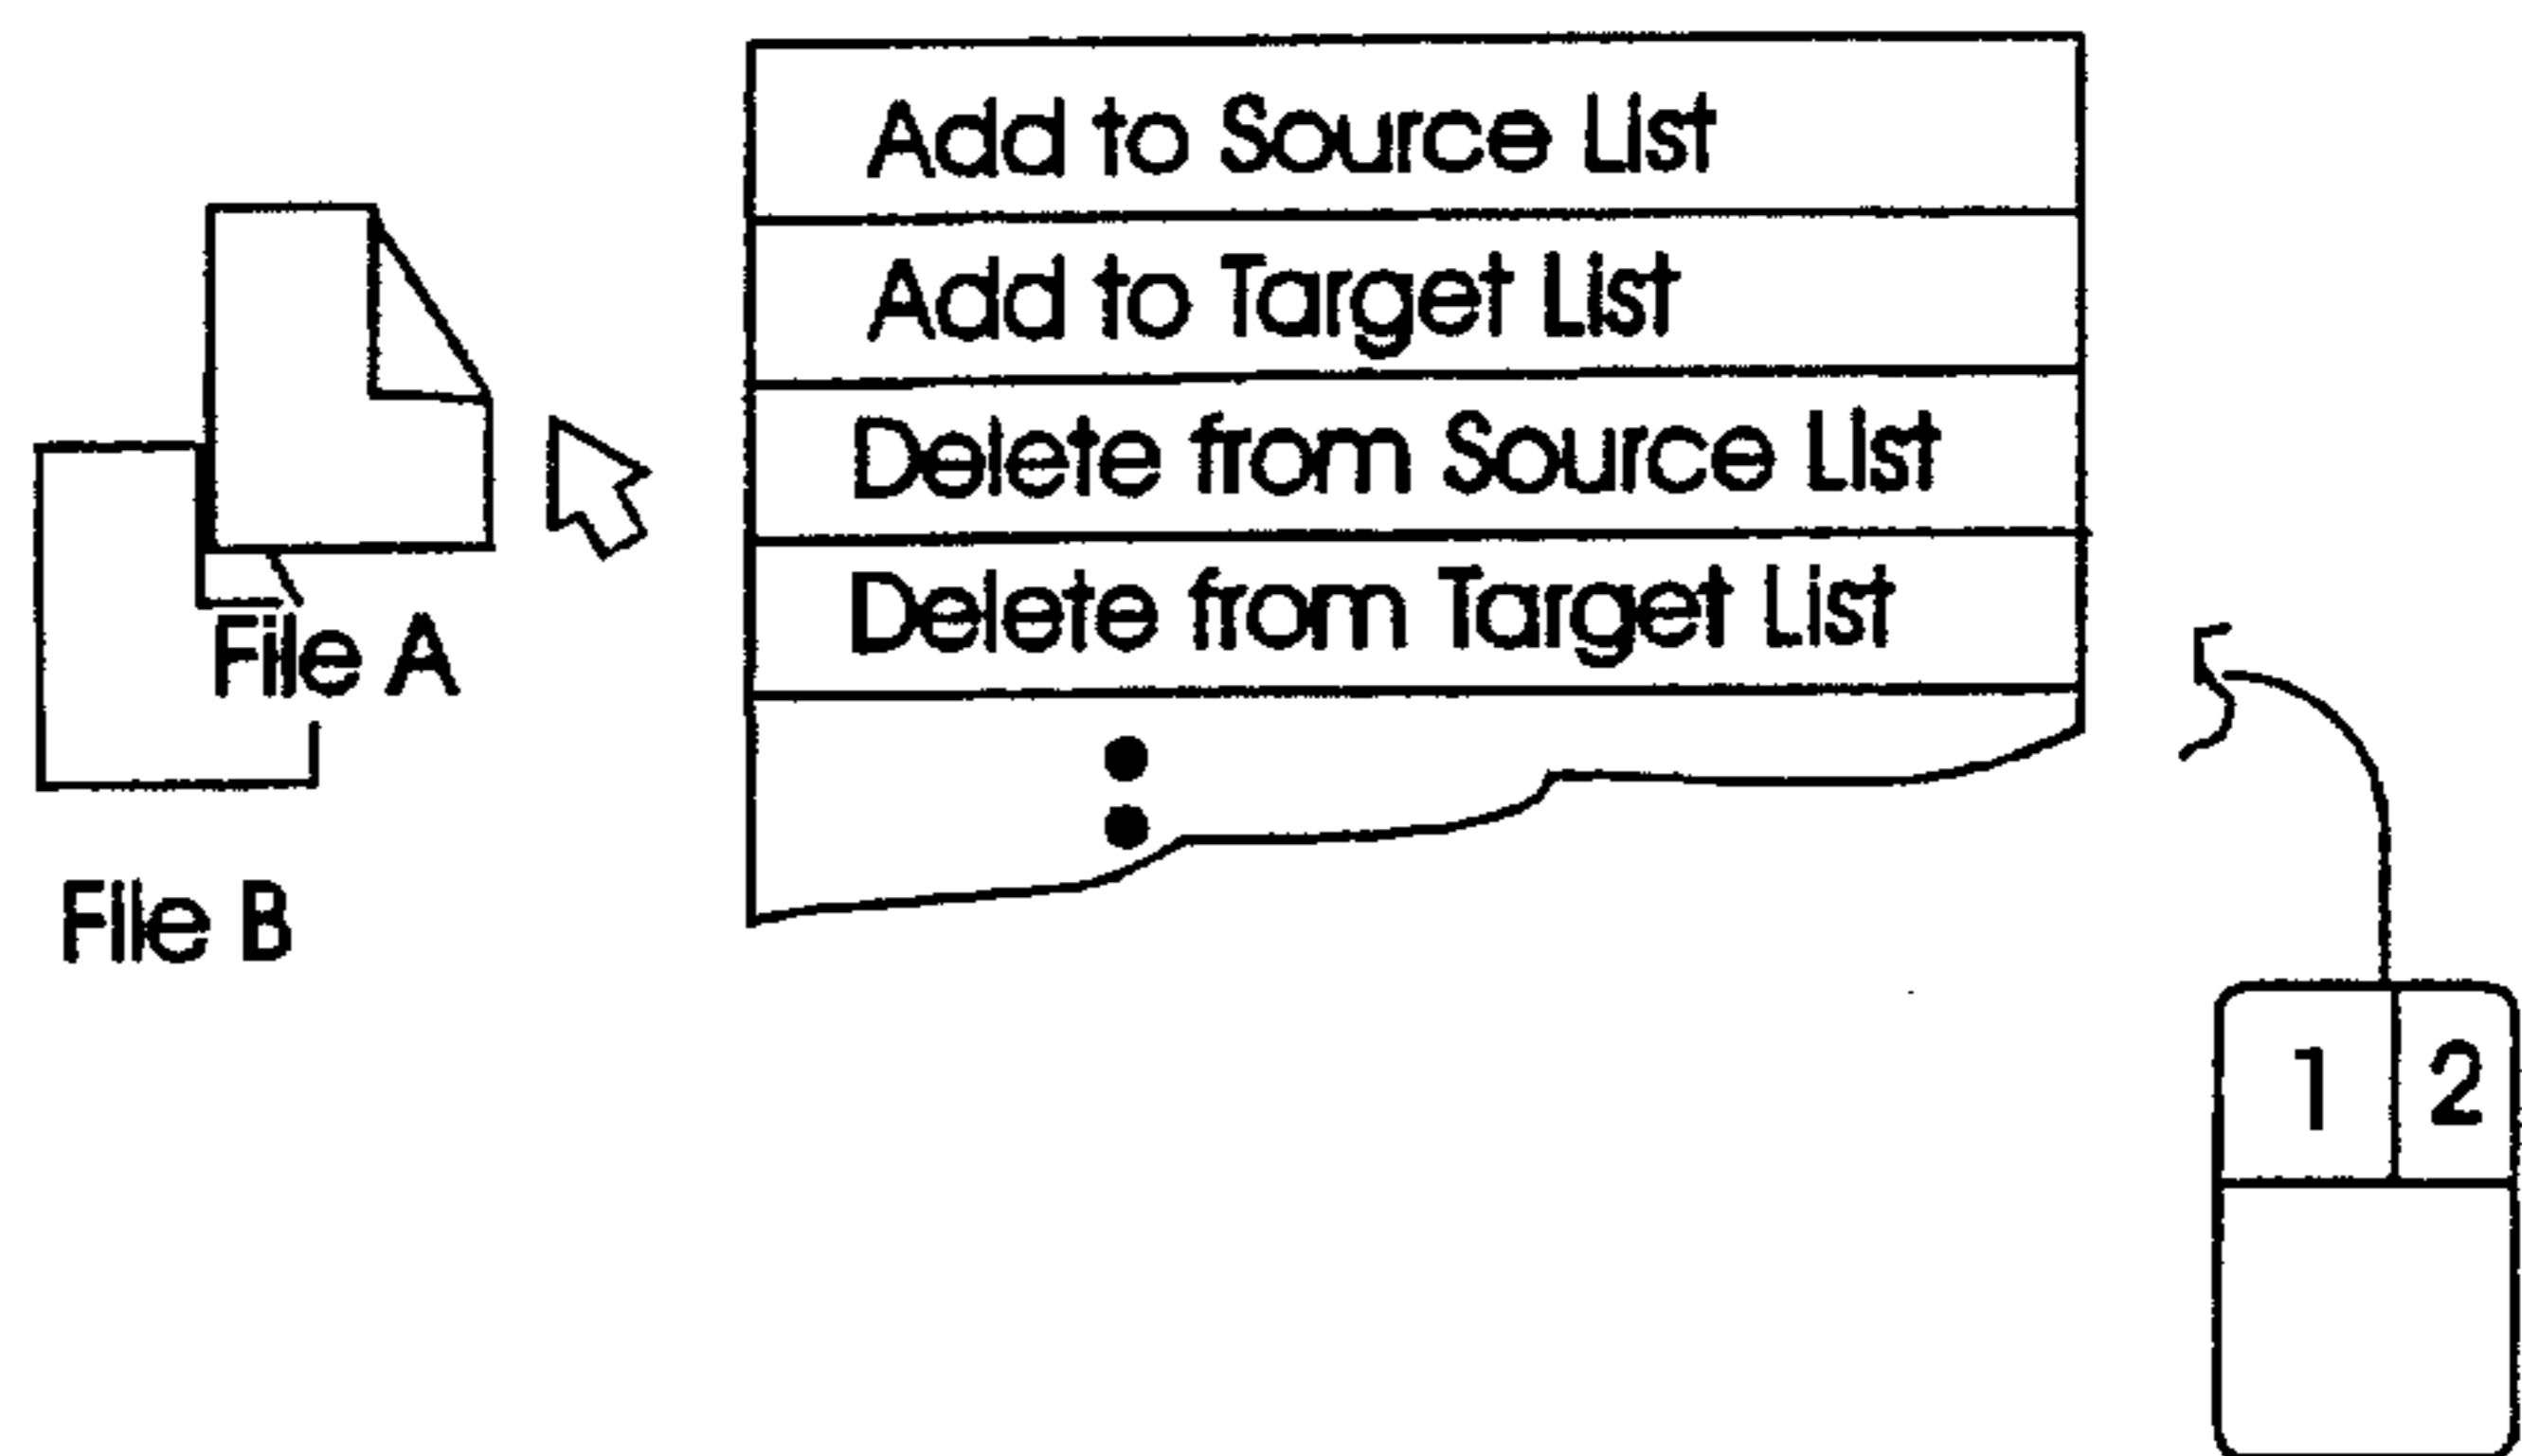 Add to Source List
Add to Target List
Delete from Source List
Delete from Target List
File A
File B
1 2